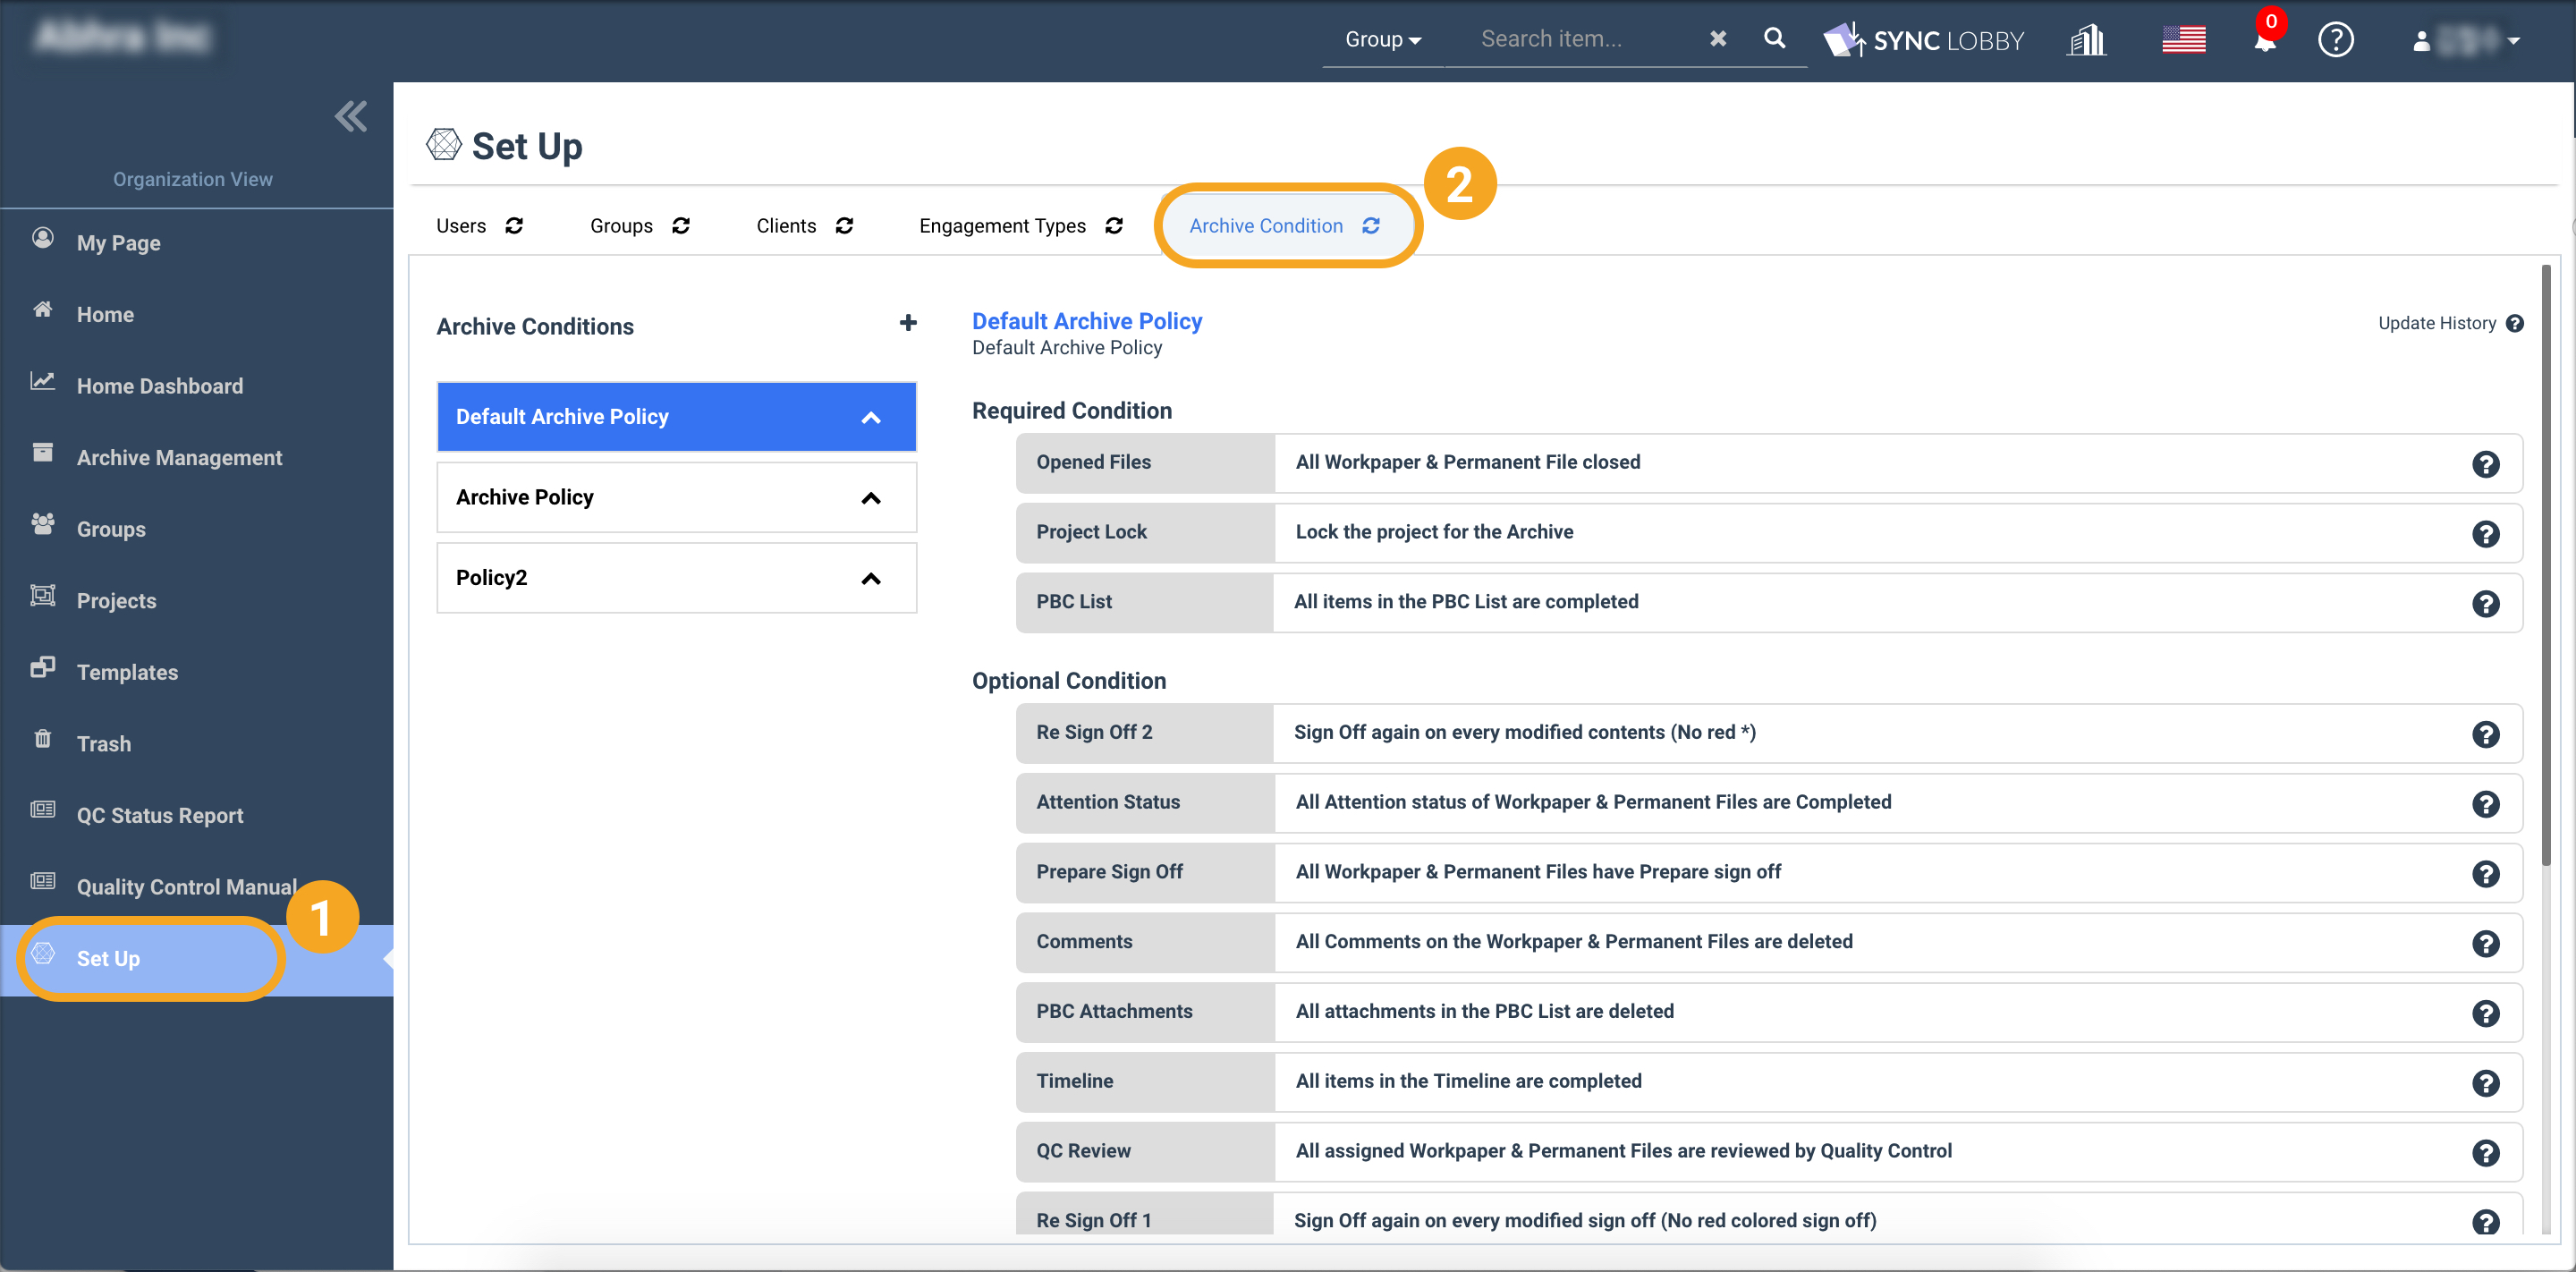 Group
Search item...
SYNC LOBBY
0
?
Organization View
My Page
Home
Home Dashboard
Archive Management
Groups
Projects
Templates
Trash
QC Status Report
Quality Control Manual
1
Set Up
Set Up
2
Users
Groups
Clients
Engagement Types
Archive Condition
Archive Conditions
+
Default Archive Policy
Archive Policy
Policy2
Default Archive Policy
Default Archive Policy
Update History ?
Required Condition
Opened Files All Workpaper & Permanent File closed ?
Project Lock Lock the project for the Archive ?
PBC List All items in the PBC List are completed ?
Optional Condition
Re Sign Off 2 Sign Off again on every modified contents (No red *) ?
Attention Status All Attention status of Workpaper & Permanent Files are Completed ?
Prepare Sign Off All Workpaper & Permanent Files have Prepare sign off ?
Comments All Comments on the Workpaper & Permanent Files are deleted ?
PBC Attachments All attachments in the PBC List are deleted ?
Timeline All items in the Timeline are completed ?
QC Review All assigned Workpaper & Permanent Files are reviewed by Quality Control ?
Re Sign Off 1 Sign Off again on every modified sign off (No red colored sign off) ?